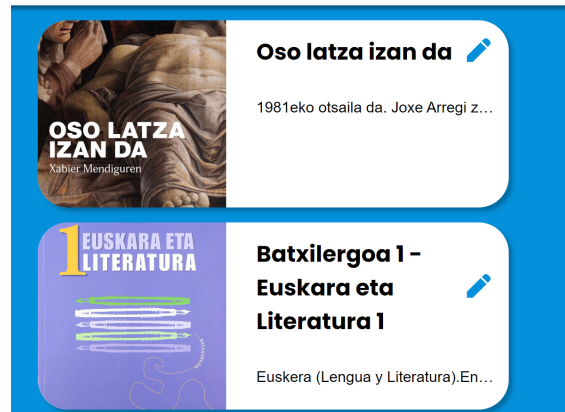 OSO LATZA
IZAN DA
Xabier Mendiguren
Oso latza izan da
1981eko otsaila da. Joxe Arregi z...
1 EUSKARA ETA
LITERATURA
Batxilergoa 1 -
Euskara eta
Literatura 1
Euskera (Lengua y Literatura).En...